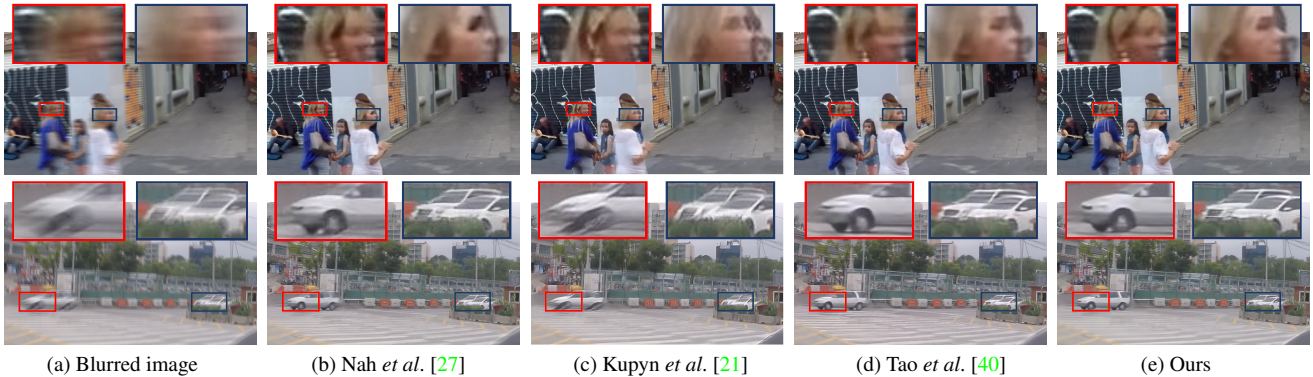 (a) Blurred image
(b) Nah et al. [27]
(c) Kupyn et al. [21]
(d) Tao et al. [40]
(e) Ours